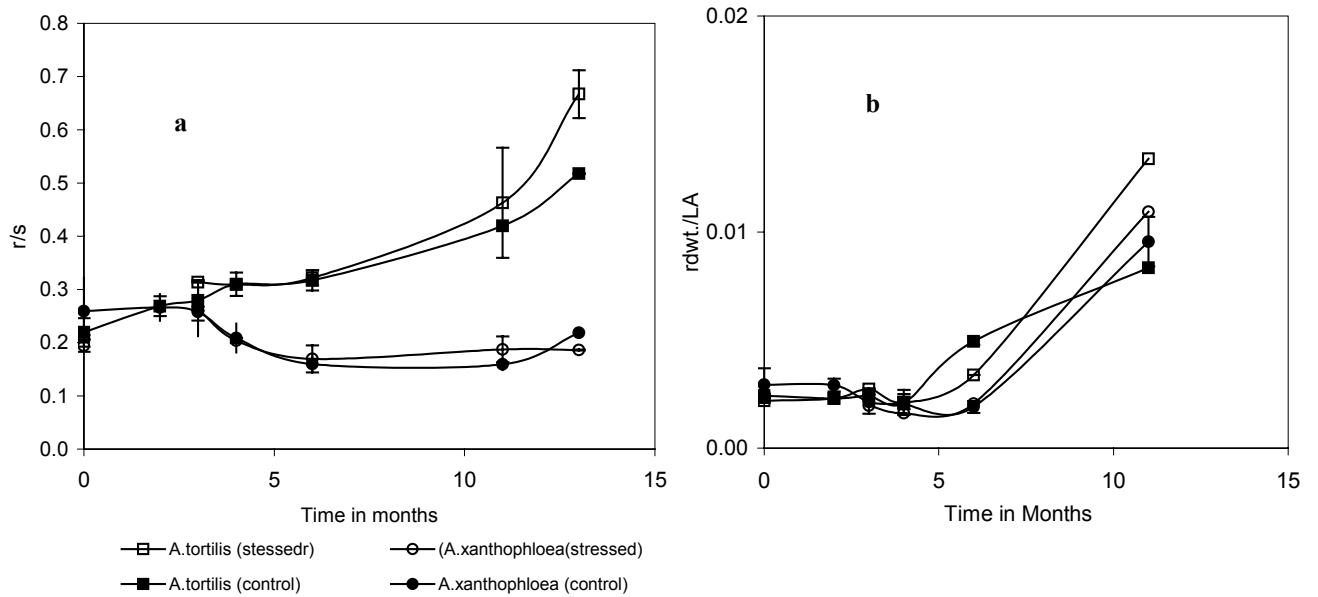 0.8
0.7
0.6
0.5
0.4
0.3
0.2
0.1
0.0
r/s
a
0 5 10 15
Time in months
0.02
0.01
0.00
rdwt./LA
b
0 5 10 15
Time in Months
A.tortilis (stessedr) (A.xanthophloea(stressed)
A.tortilis (control) A.xanthophloea (control)